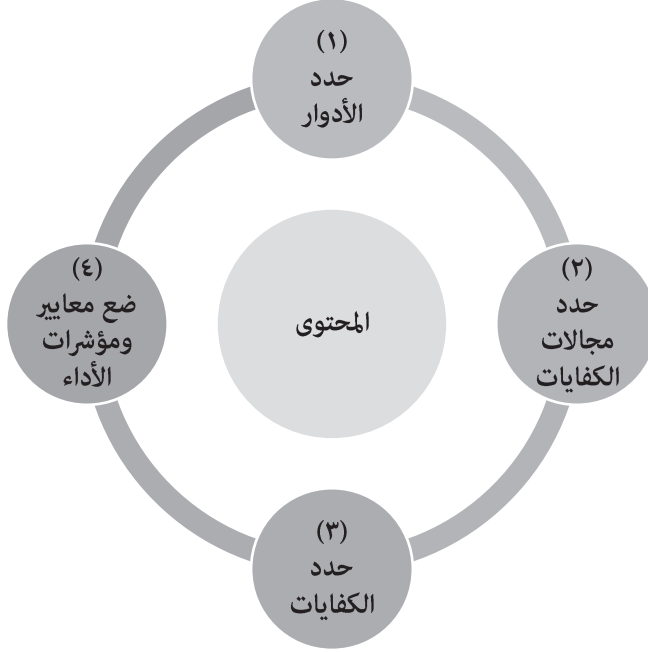 (١)
حدد
الأدوار
(٢)
حدد
مجالات
الكفايات
(٣)
حدد
الكفايات
(٤)
ضع معايير
ومؤشرات
الأداء
المحتوى